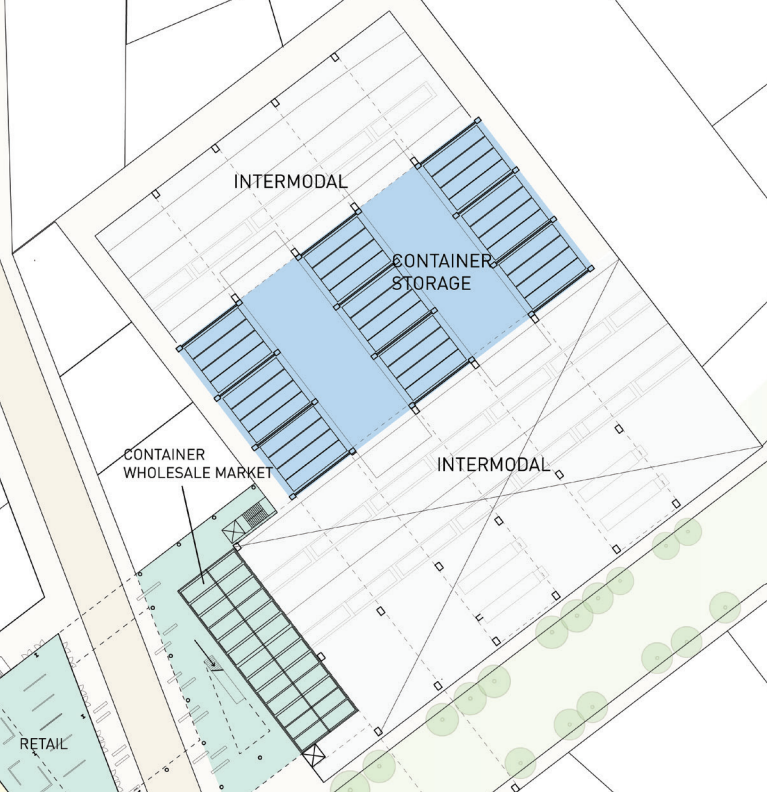 INTERMODAL
CONTAINER
STORAGE
CONTAINER
WHOLESALE MARKET
INTERMODAL
RETAIL